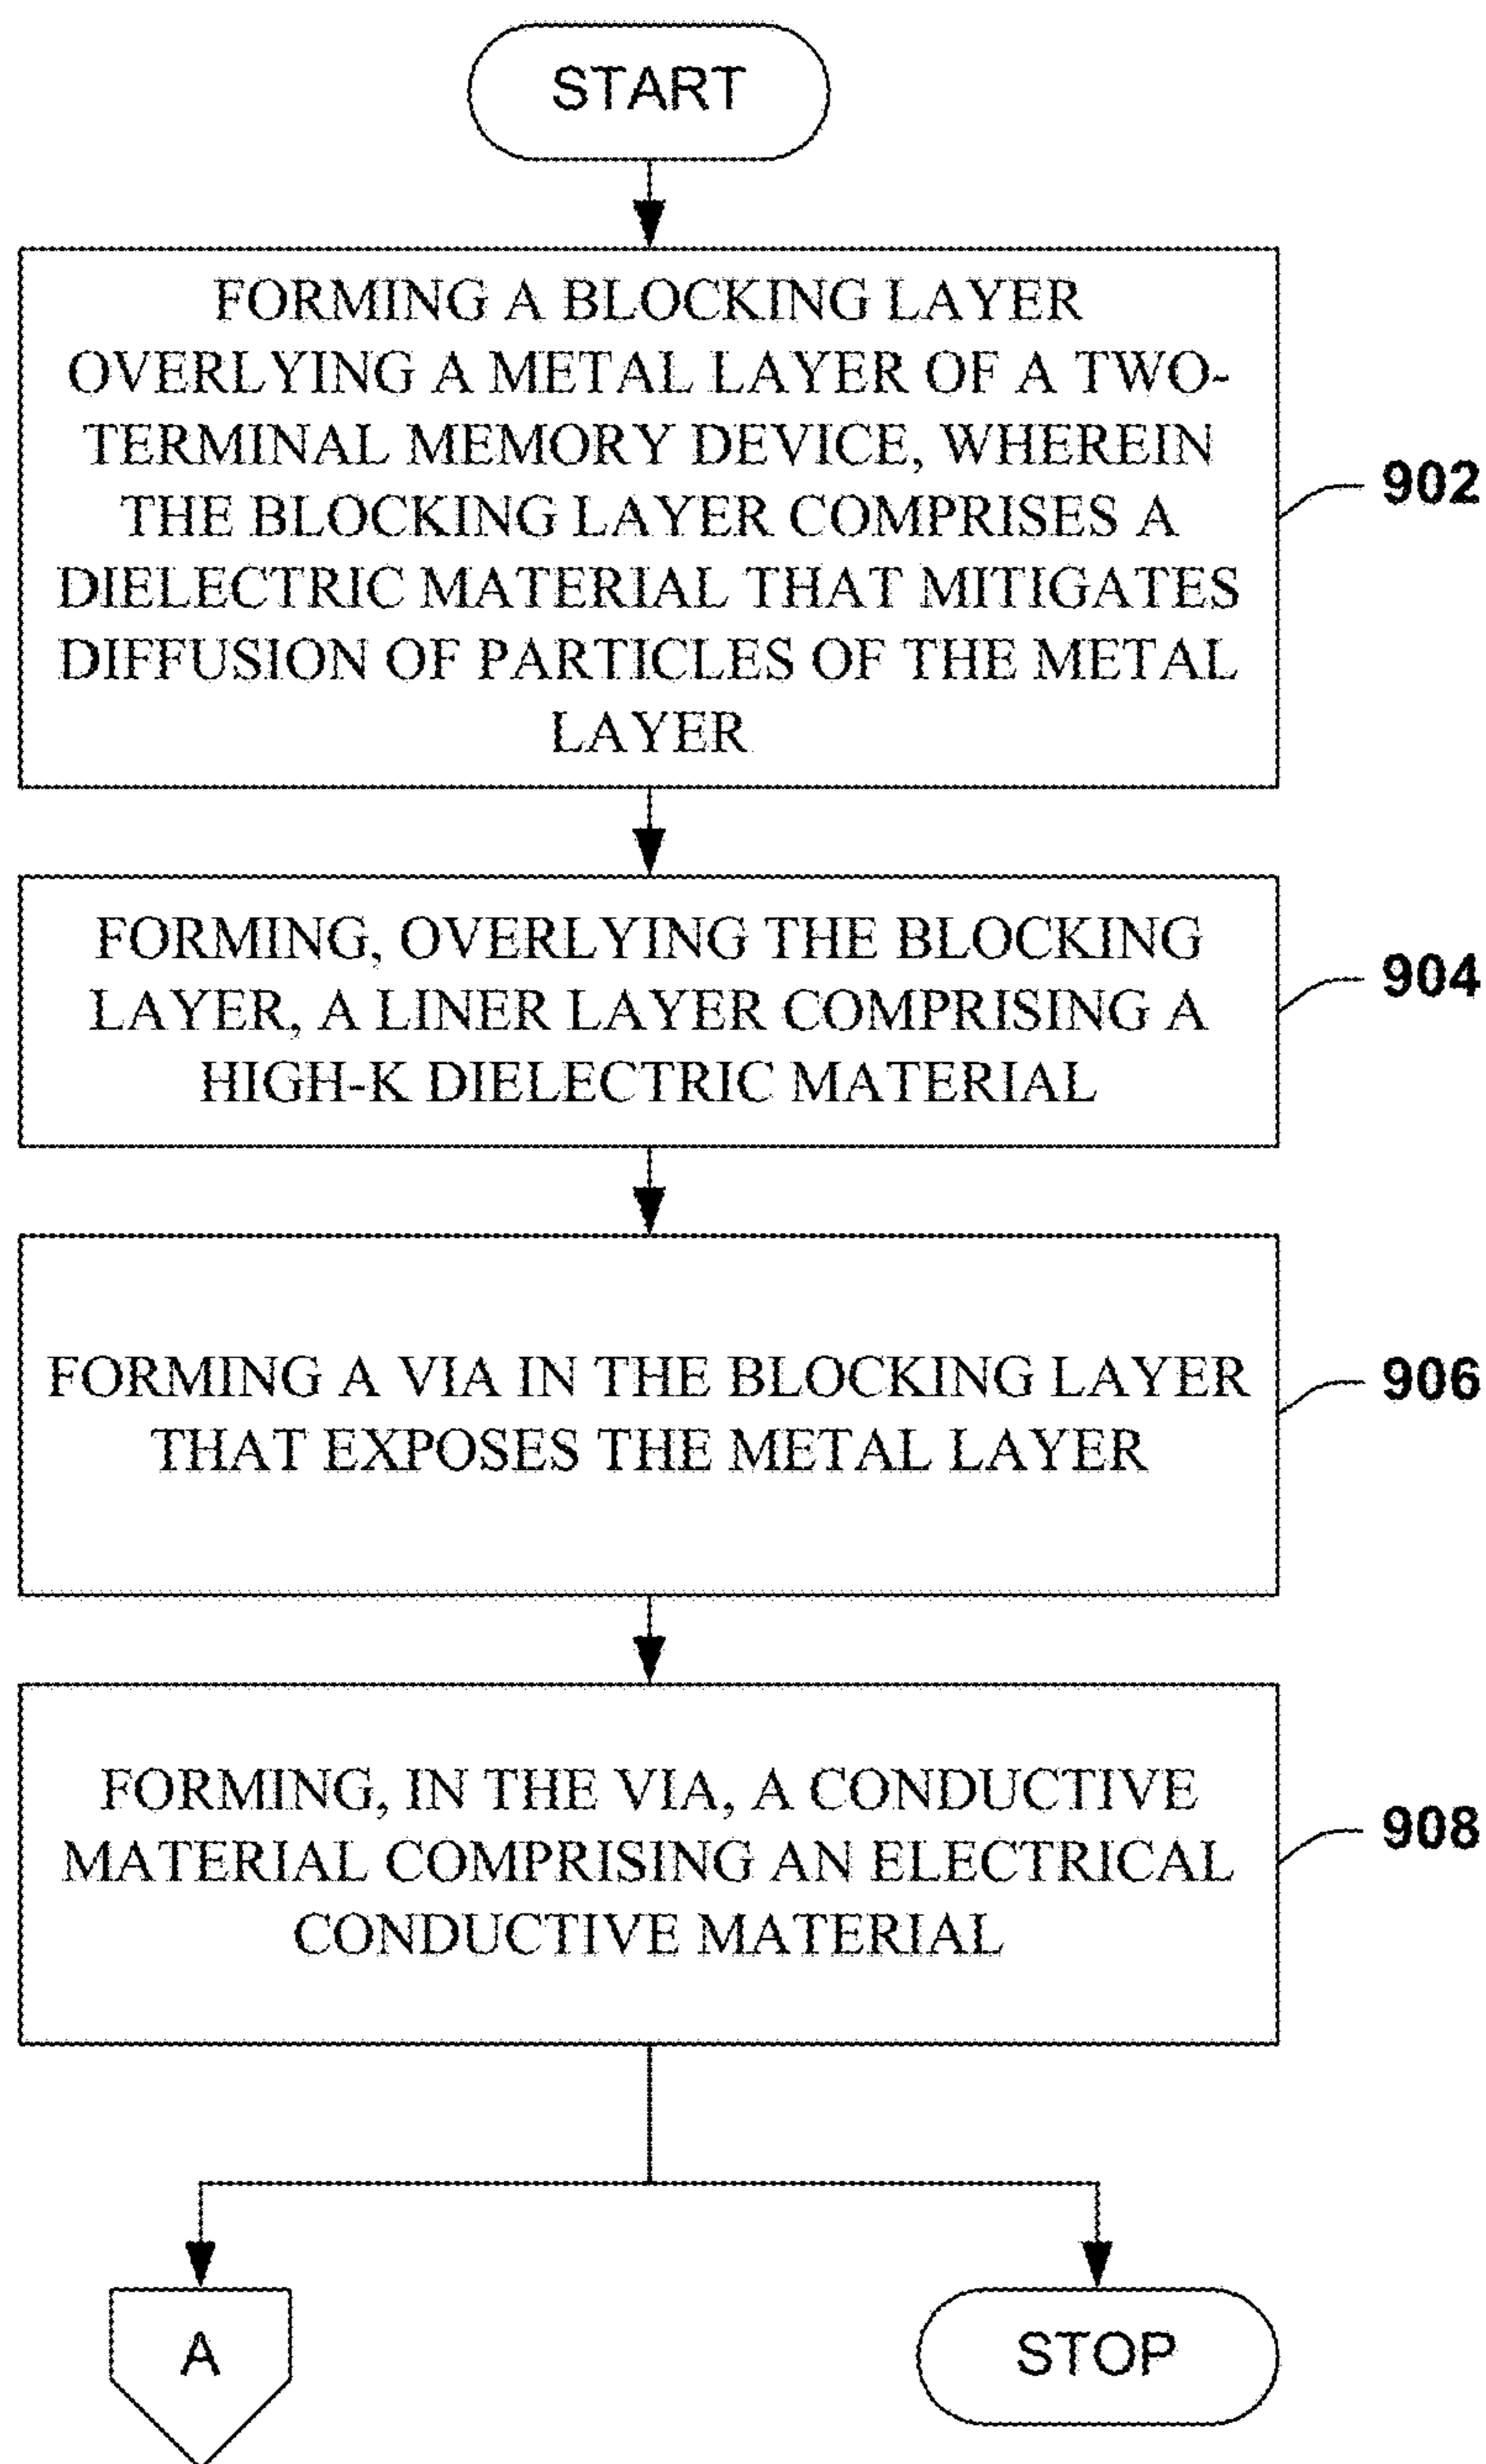 START
FORMING A BLOCKING LAYER
OVERLYING A METAL LAYER OF A TWO-
TERMINAL MEMORY DEVICE, WHEREIN
THE BLOCKING LAYER COMPRISES A
DIELECTRIC MATERIAL THAT MITIGATES
DIFFUSION OF PARTICLES OF THE METAL
LAYER
902
FORMING, OVERLYING THE BLOCKING
LAYER, A LINER LAYER COMPRISING A
HIGH-K DIELECTRIC MATERIAL
904
FORMING A VIA IN THE BLOCKING LAYER
THAT EXPOSES THE METAL LAYER
906
FORMING, IN THE VIA, A CONDUCTIVE
MATERIAL COMPRISING AN ELECTRICAL
CONDUCTIVE MATERIAL
908
A
STOP